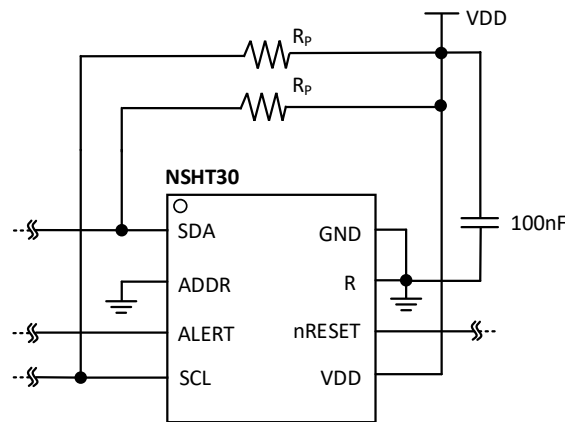 VDD
R_P
R_P
NSHT30
SDA
GND
100nF
ADDR
R
ALERT
nRESET
SCL
VDD